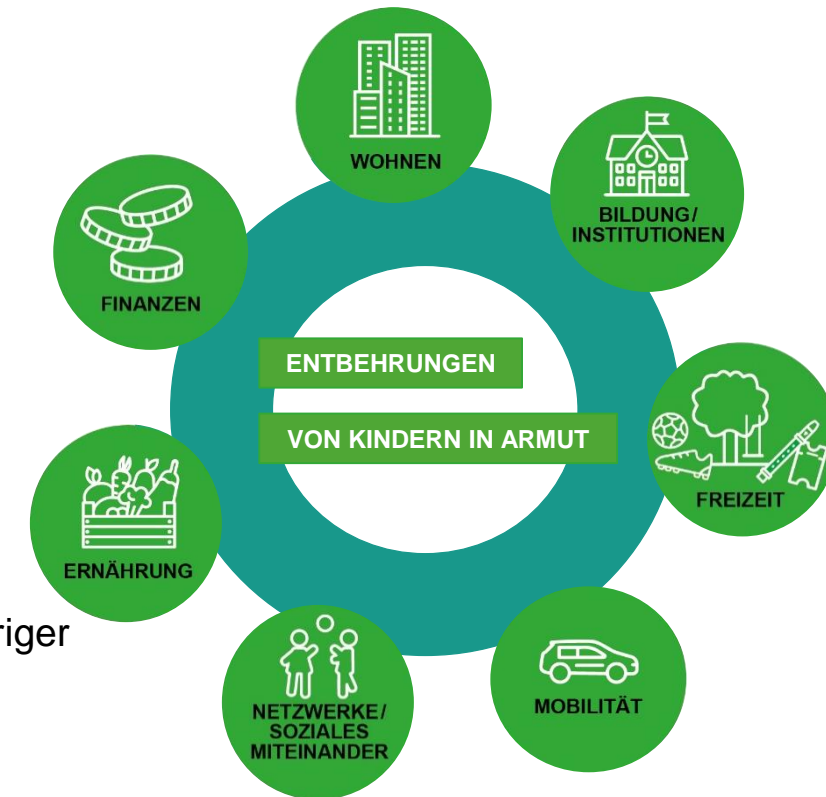 WOHNEN
BILDUNG/
INSTITUTIONEN
FINANZEN
ENTBEHRUNGEN
VON KINDERN IN ARMUT
FREIZEIT
ERNÄHRUNG
riger
MOBILITÄT
NETZWERKE/
SOZIALES
MITEINANDER